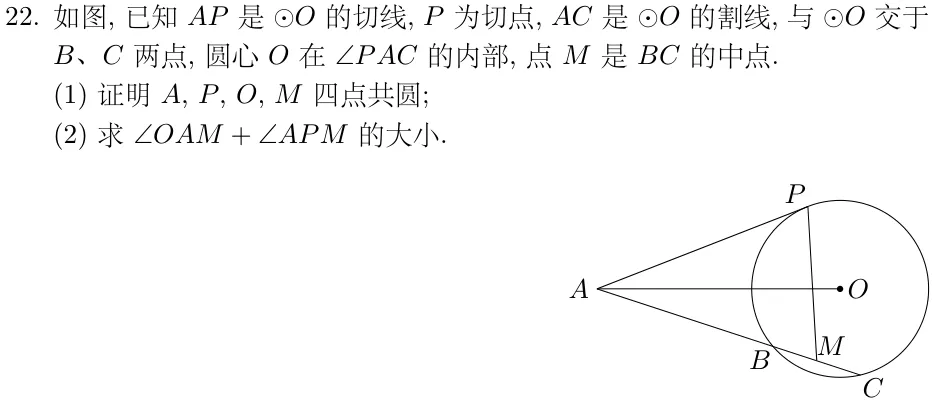 22. 如图, 已知 AP 是 ⊙O 的切线, P 为切点, AC 是 ⊙O 的割线, 与 ⊙O 交于
B、C 两点, 圆心 O 在 ∠PAC 的内部, 点 M 是 BC 的中点.
(1) 证明 A, P, O, M 四点共圆;
(2) 求 ∠OAM + ∠APM 的大小.
P
A
O
M
B
C